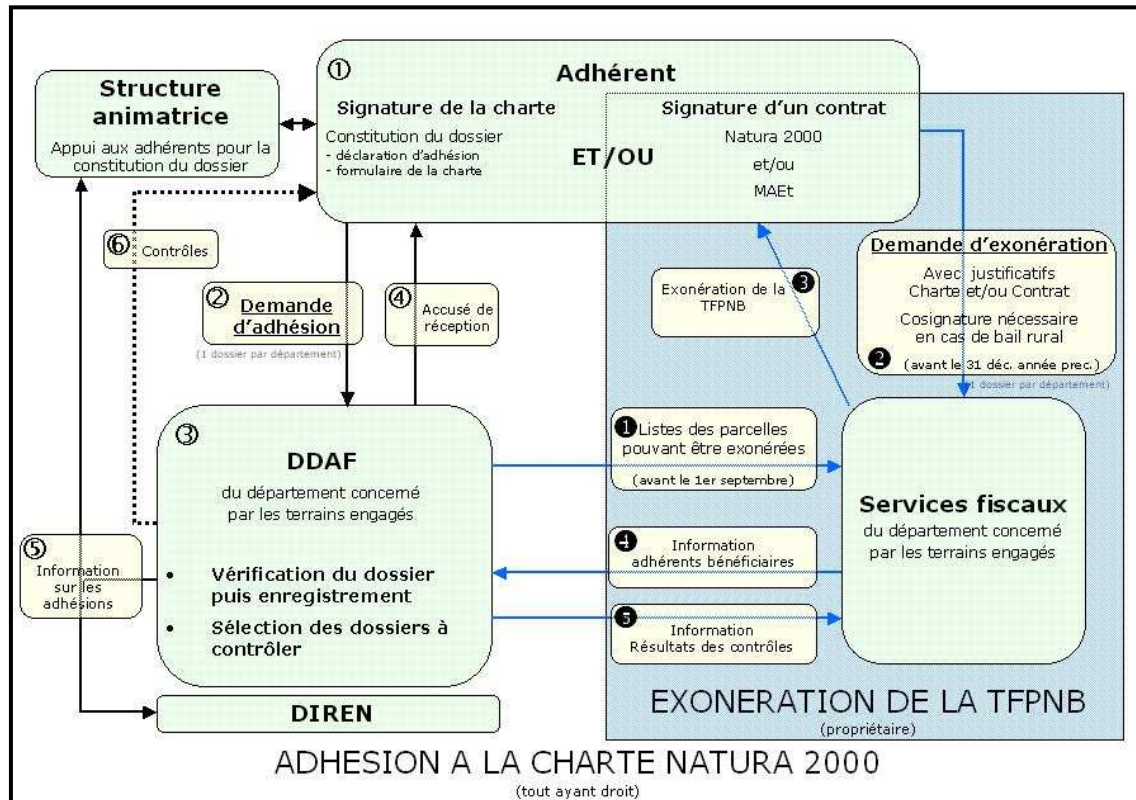 ①
Adhérent
Structure
animatrice
Appui aux adhérents pour la
constitution du dossier
Signature de la charte
Constitution du dossier
- déclaration d'adhésion
- formulaire de la charte
ET/OU
Signature d'un contrat
Natura 2000
et/ou
MAEt
⑥ Contrôles
② Demande
d'adhésion
(1 dossier par département)
④ Accusé de
réception
Exonération de la
TFPNB
❸
Demande d'exonération
Avec justificatifs
Charte et/ou Contrat
Cosignature nécessaire
en cas de bail rural
❷ (avant le 31 déc. année prec.)
1 dossier par département)
③
DDAF
du département concerné
par les terrains engagés
• Vérification du dossier
puis enregistrement
• Sélection des dossiers à
contrôler
❶ Listes des parcelles
pouvant être exonérées
(avant le 1er septembre)
❹ Information
adhérents bénéficiaires
❺ Information
Résultats des contrôles
Services fiscaux
du département concerné
par les terrains engagés
⑤
Information
sur les
adhésions
DIREN
EXONERATION DE LA TFPNB
(propriétaire)
ADHESION A LA CHARTE NATURA 2000
(tout ayant droit)